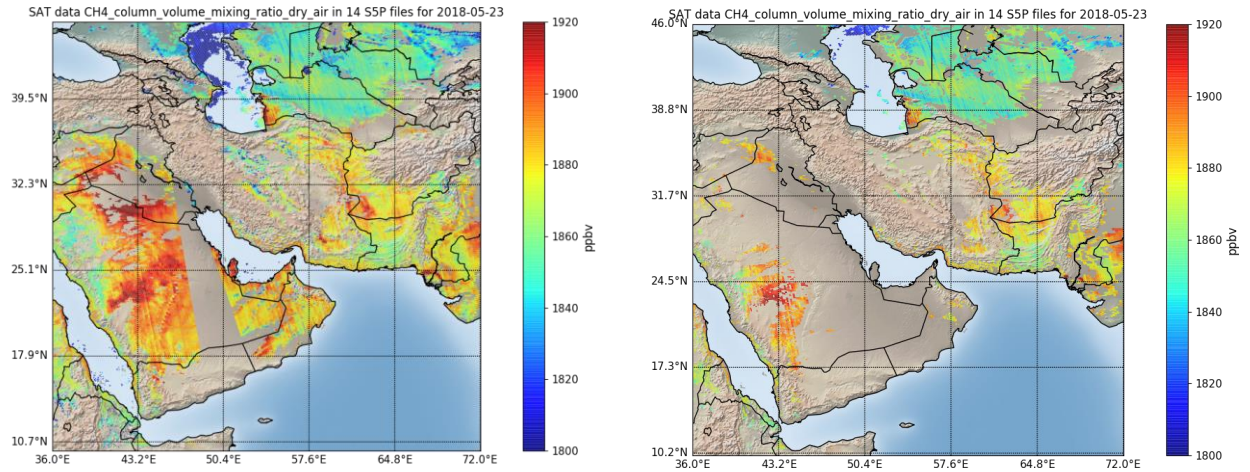 SAT data CH4_column_volume_mixing_ratio_dry_air in 14 S5P files for 2018-05-23
39.5°N
32.3°N
25.1°N
17.9°N
10.7°N
36.0°E
43.2°E
50.4°E
57.6°E
64.8°E
72.0°E
1920
1900
1880
1860
1840
1820
1800
ppbv
SAT data CH4_column_volume_mixing_ratio_dry_air in 14 S5P files for 2018-05-23
46.0°N
38.8°N
31.7°N
24.5°N
17.3°N
10.2°N
36.0°E
43.2°E
50.4°E
57.6°E
64.8°E
72.0°E
1920
1900
1880
1860
1840
1820
1800
ppbv